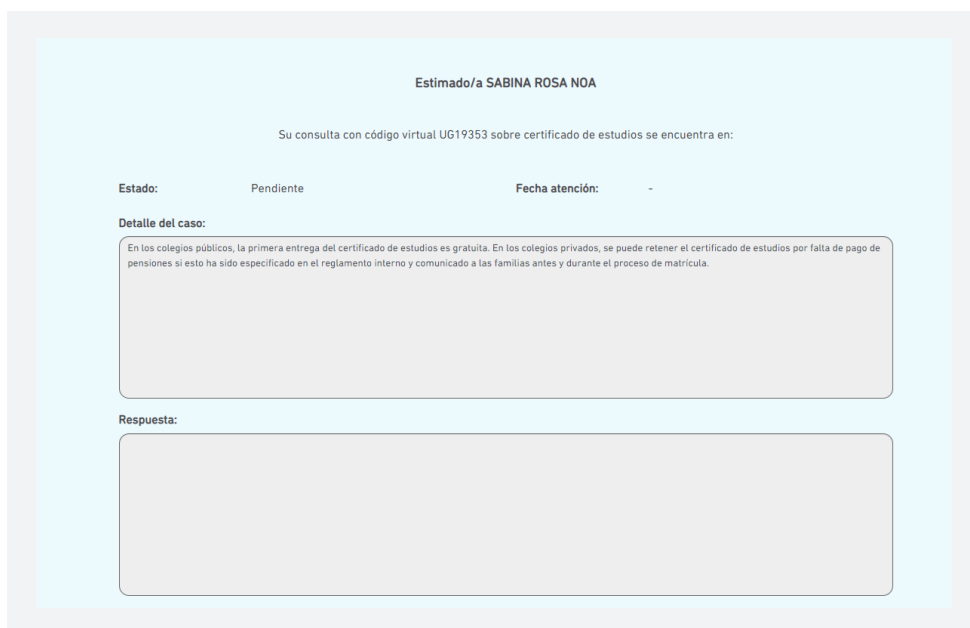 Estimado/a SABINA ROSA NOA
Su consulta con código virtual UG19353 sobre certificado de estudios se encuentra en:
Estado: Pendiente Fecha atención: -
Detalle del caso:
En los colegios públicos, la primera entrega del certificado de estudios es gratuita. En los colegios privados, se puede retener el certificado de estudios por falta de pago de
pensiones si esto ha sido especificado en el reglamento interno y comunicado a las familias antes y durante el proceso de matrícula.
Respuesta: